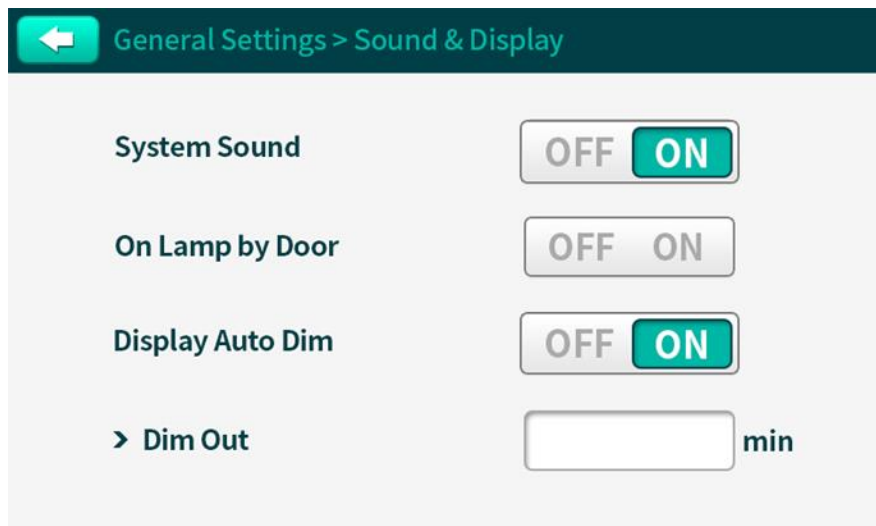 General Settings > Sound & Display
System Sound OFF ON
On Lamp by Door OFF ON
Display Auto Dim OFF ON
> Dim Out min